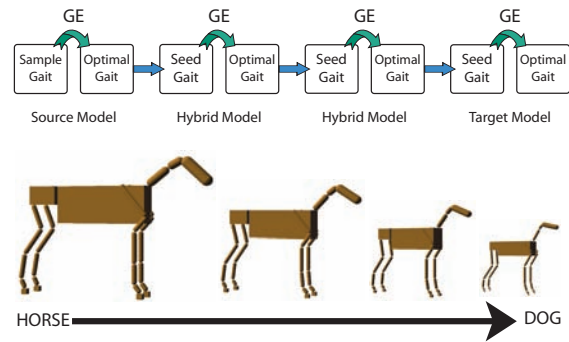 GE GE GE GE
Sample Gait Optimal Gait Seed Gait Optimal Gait Seed Gait Optimal Gait Seed Gait Optimal Gait
Source Model Hybrid Model Hybrid Model Target Model
HORSE DOG